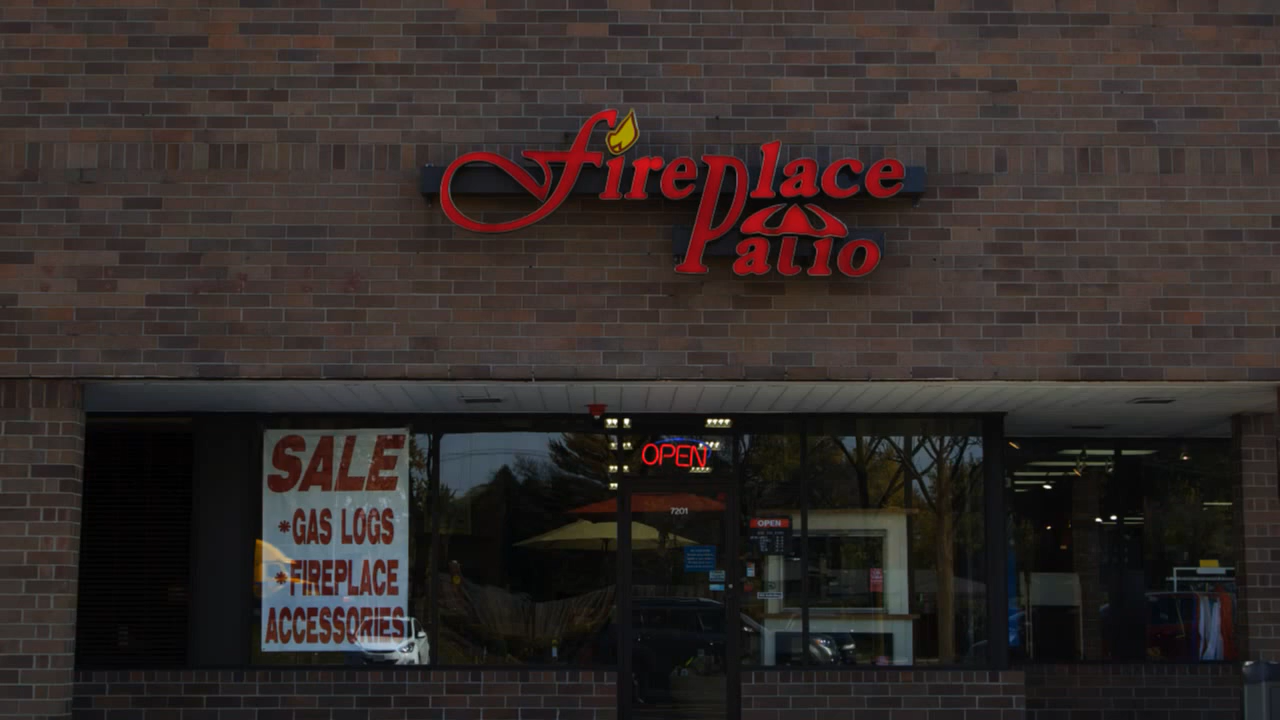 Fireplace
Patio
SALE
*GAS LOGS
*FIREPLACE
ACCESSORIES
OPEN
7201
OPEN